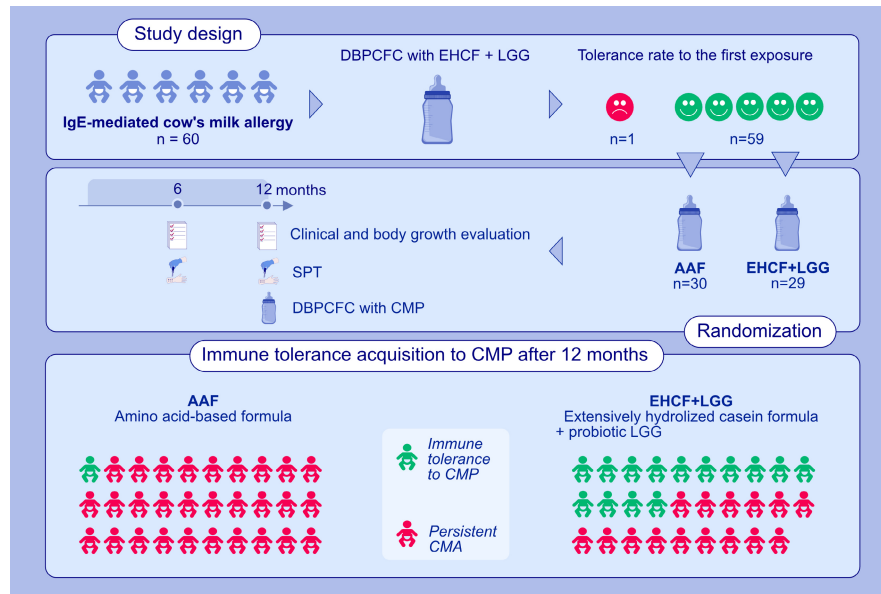 Study design
DBPCFC with EHCF + LGG
Tolerance rate to the first exposure
IgE-mediated cow's milk allergy
n = 60
n=1
n=59
6
12 months
Clinical and body growth evaluation
SPT
DBPCFC with CMP
AAF
n=30
EHCF+LGG
n=29
Randomization
Immune tolerance acquisition to CMP after 12 months
AAF
Amino acid-based formula
Immune
tolerance
to CMP
Persistent
CMA
EHCF+LGG
Extensively hydrolized casein formula
+ probiotic LGG